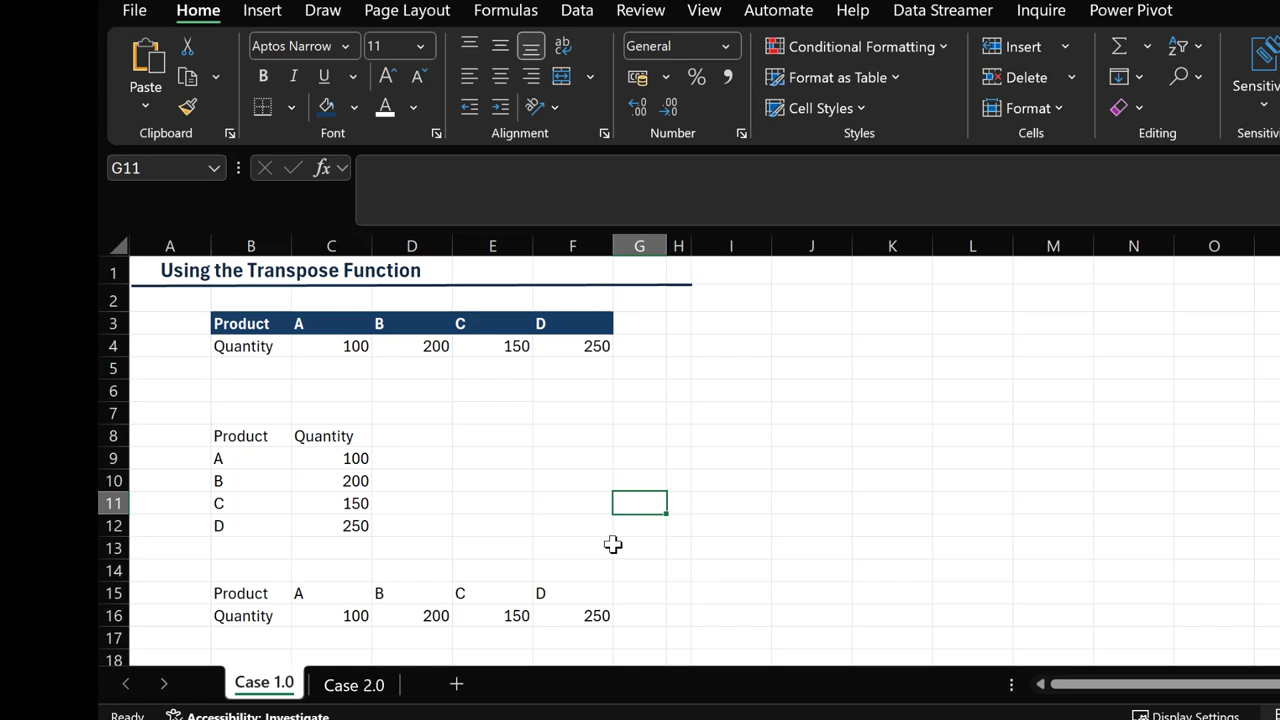 File Home Insert Draw Page Layout Formulas Data Review View Automate Help Data Streamer Inquire Power Pivot
Paste
Aptos Narrow 11
B I U A A
A
ab
General
% ,
.00
Conditional Formatting
Format as Table
Cell Styles
Insert
Delete
Format
Clipboard Font Alignment Number Styles Cells Editing
G11 fx
A B C D E F G H I J K L M N O
1 Using the Transpose Function
2
3 Product A B C D
4 Quantity 100 200 150 250
5
6
7
8 Product Quantity
9 A 100
10 B 200
11 C 150
12 D 250
13
14
15 Product A B C D
16 Quantity 100 200 150 250
17
18
Case 1.0 Case 2.0
Ready Accessibility: Investigate Display Settings